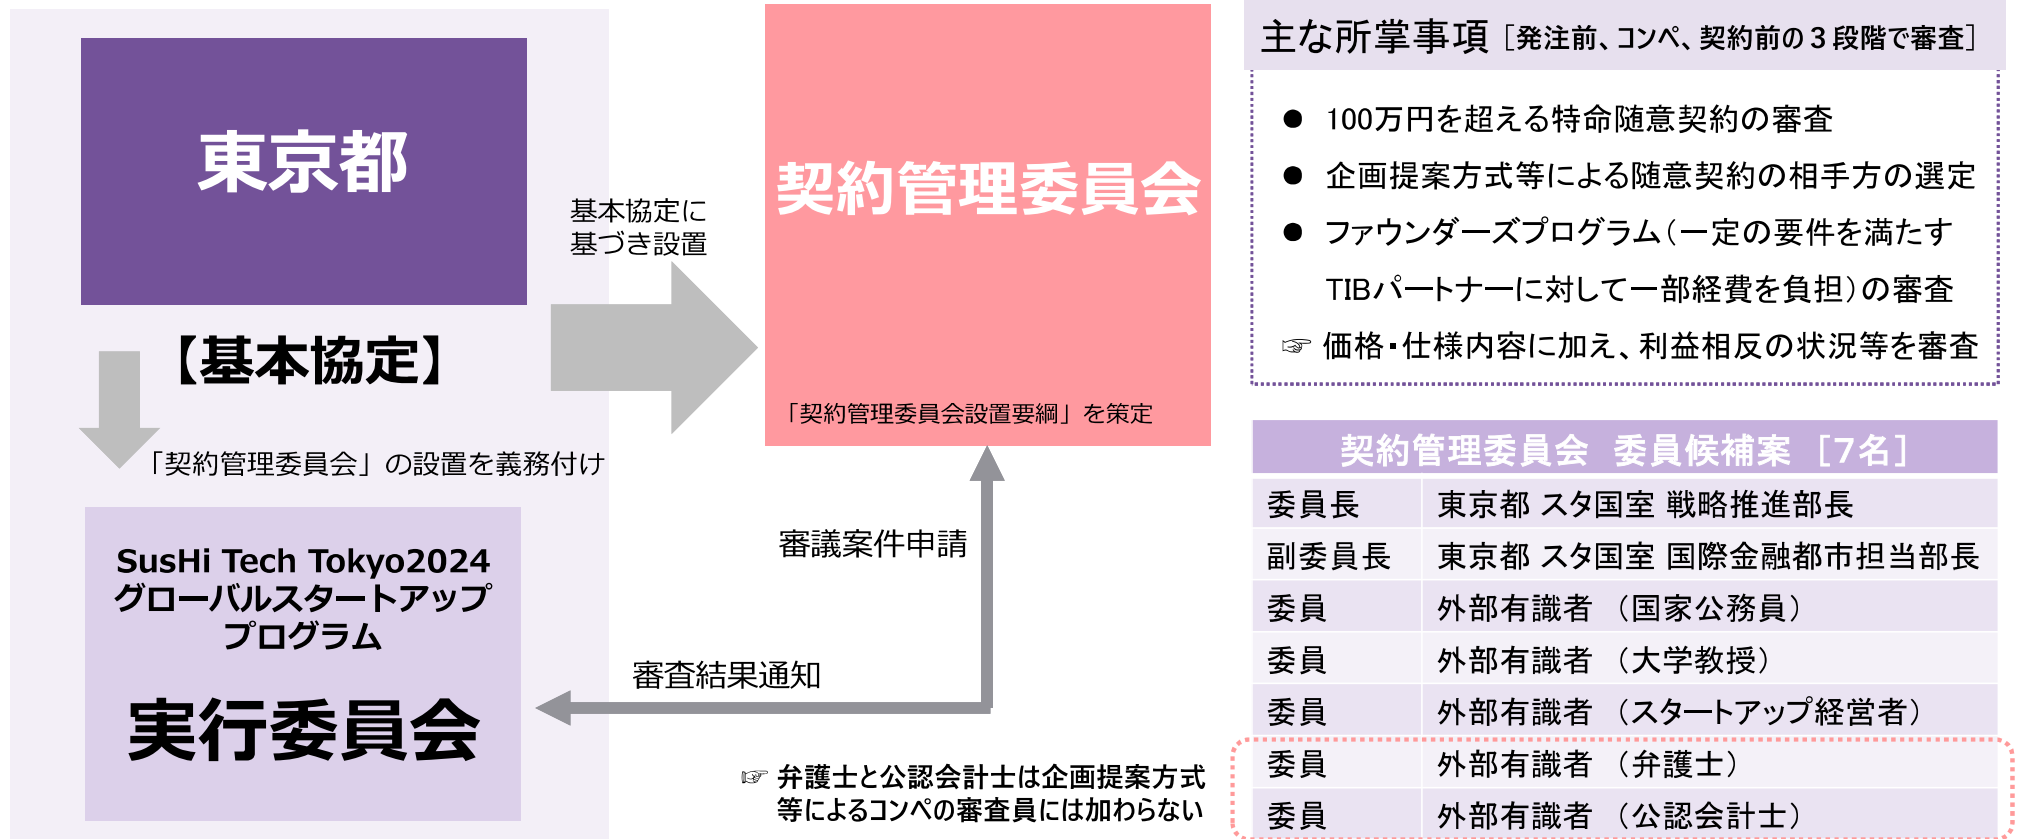 東京都
【基本協定】
「契約管理委員会」の設置を義務付け
SusHi Tech Tokyo2024
グローバルスタートアップ
プログラム
実行委員会
基本協定に
基づき設置
契約管理委員会
「契約管理委員会設置要綱」を策定
審議案件申請
審査結果通知
☞ 弁護士と公認会計士は企画提案方式
等によるコンペの審査員には加わらない
主な所掌事項［発注前、コンペ、契約前の３段階で審査］
● 100万円を超える特命随意契約の審査
● 企画提案方式等による随意契約の相手方の選定
● ファウンダーズプログラム（一定の要件を満たす
TIBパートナーに対して一部経費を負担）の審査
☞ 価格・仕様内容に加え、利益相反の状況等を審査
契約管理委員会　委員候補案　［７名］
委員長 東京都 スタ国室 戦略推進部長
副委員長 東京都 スタ国室 国際金融都市担当部長
委員 外部有識者　（国家公務員）
委員 外部有識者　（大学教授）
委員 外部有識者　（スタートアップ経営者）
委員 外部有識者　（弁護士）
委員 外部有識者　（公認会計士）